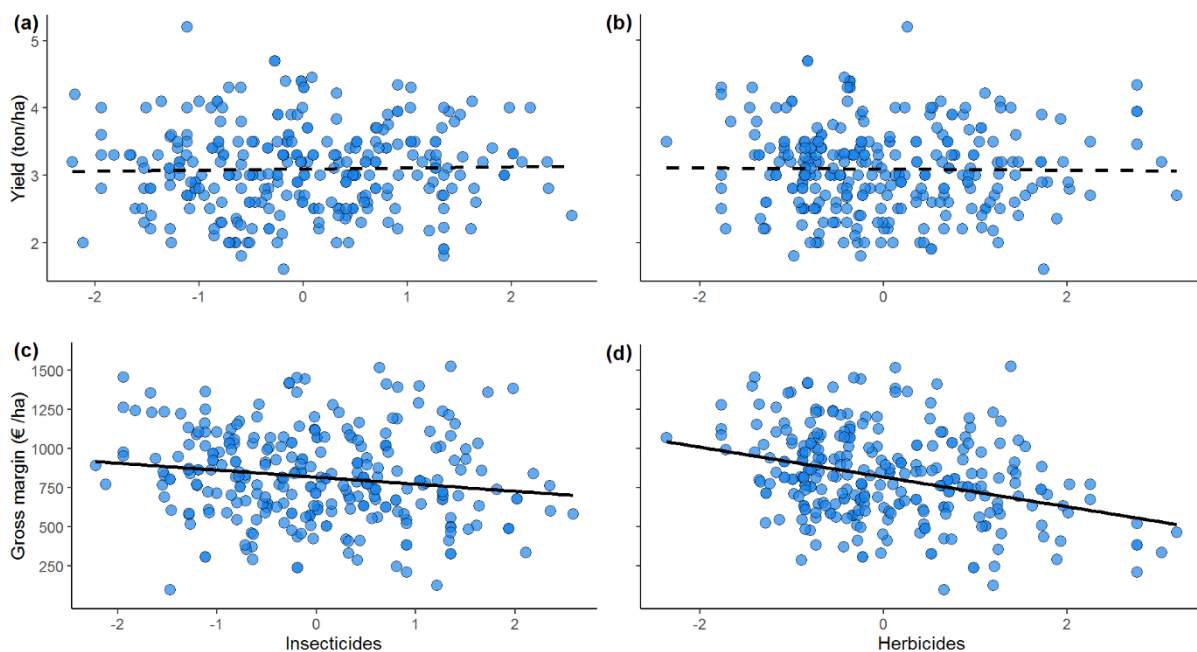 (a)
(b)
Yield (ton/ha)
5
4
3
2
-2 -1 0 1 2
-2 0 2
(c)
(d)
Gross margin (€ /ha)
1500
1250
1000
750
500
250
-2 -1 0 1 2
-2 0 2
Insecticides
Herbicides